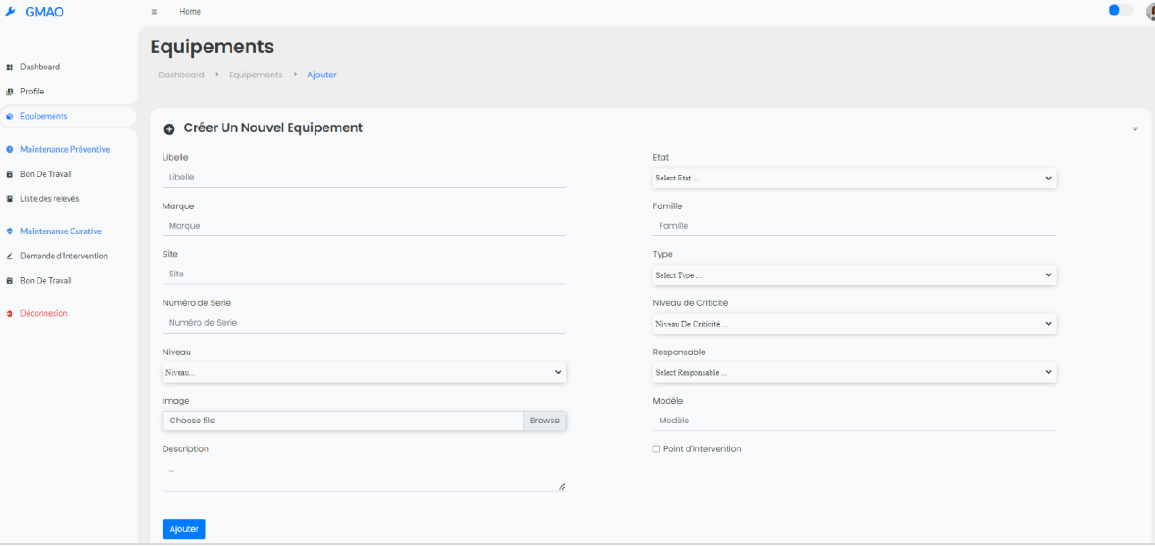 GMAO
Home
Dashboard
Profile
Equipements
Maintenance Préventive
Bon De Travail
Liste des relevés
Maintenance Curative
Demande d'Intervention
Bon De Travail
Déconnexion
Equipements
Dashboard Equipements Ajouter
Créer Un Nouvel Equipement
Libelle
Libelle
Etat
Select Etat ...
Marque
Marque
Famille
Famille
Site
Site
Type
Select Type ...
Numéro de Serie
Numéro de Serie
Niveau de Criticité
Niveau De Criticité ...
Niveau
Niveau...
Responsable
Select Responsable ...
Image
Choose file Browse
Modéle
Modéle
Description
...
Point d'Intervention
Ajouter